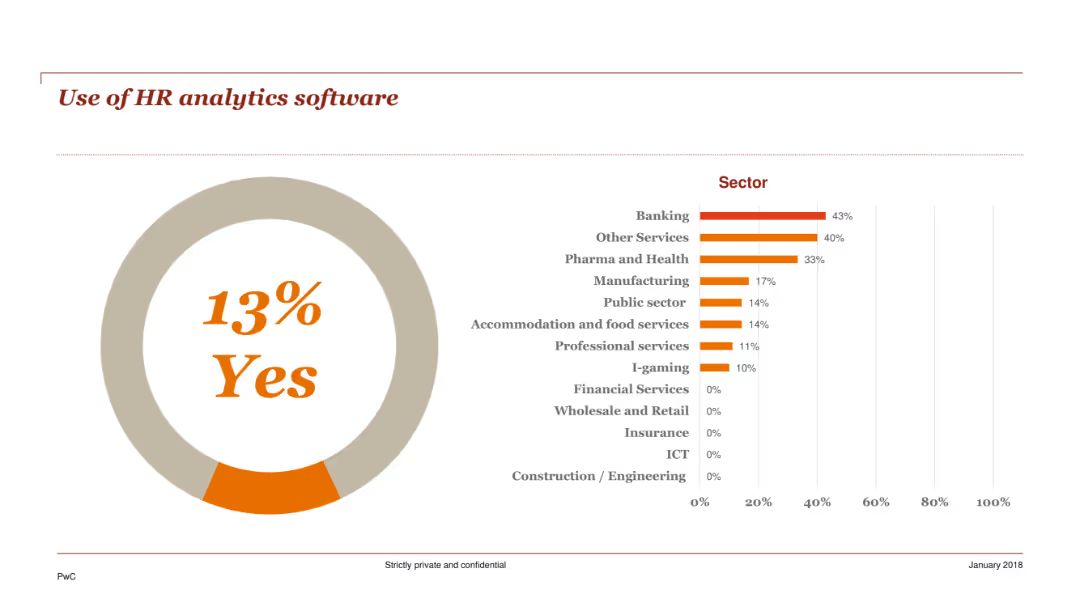 Use of HR analytics software
13%
Yes
Sector
Banking 43%
Other Services 40%
Pharma and Health 33%
Manufacturing 17%
Public sector 14%
Accommodation and food services 14%
Professional services 11%
I-gaming 10%
Financial Services 0%
Wholesale and Retail 0%
Insurance 0%
ICT 0%
Construction / Engineering 0%
0% 20% 40% 60% 80% 100%
Strictly private and confidential January 2018
PwC